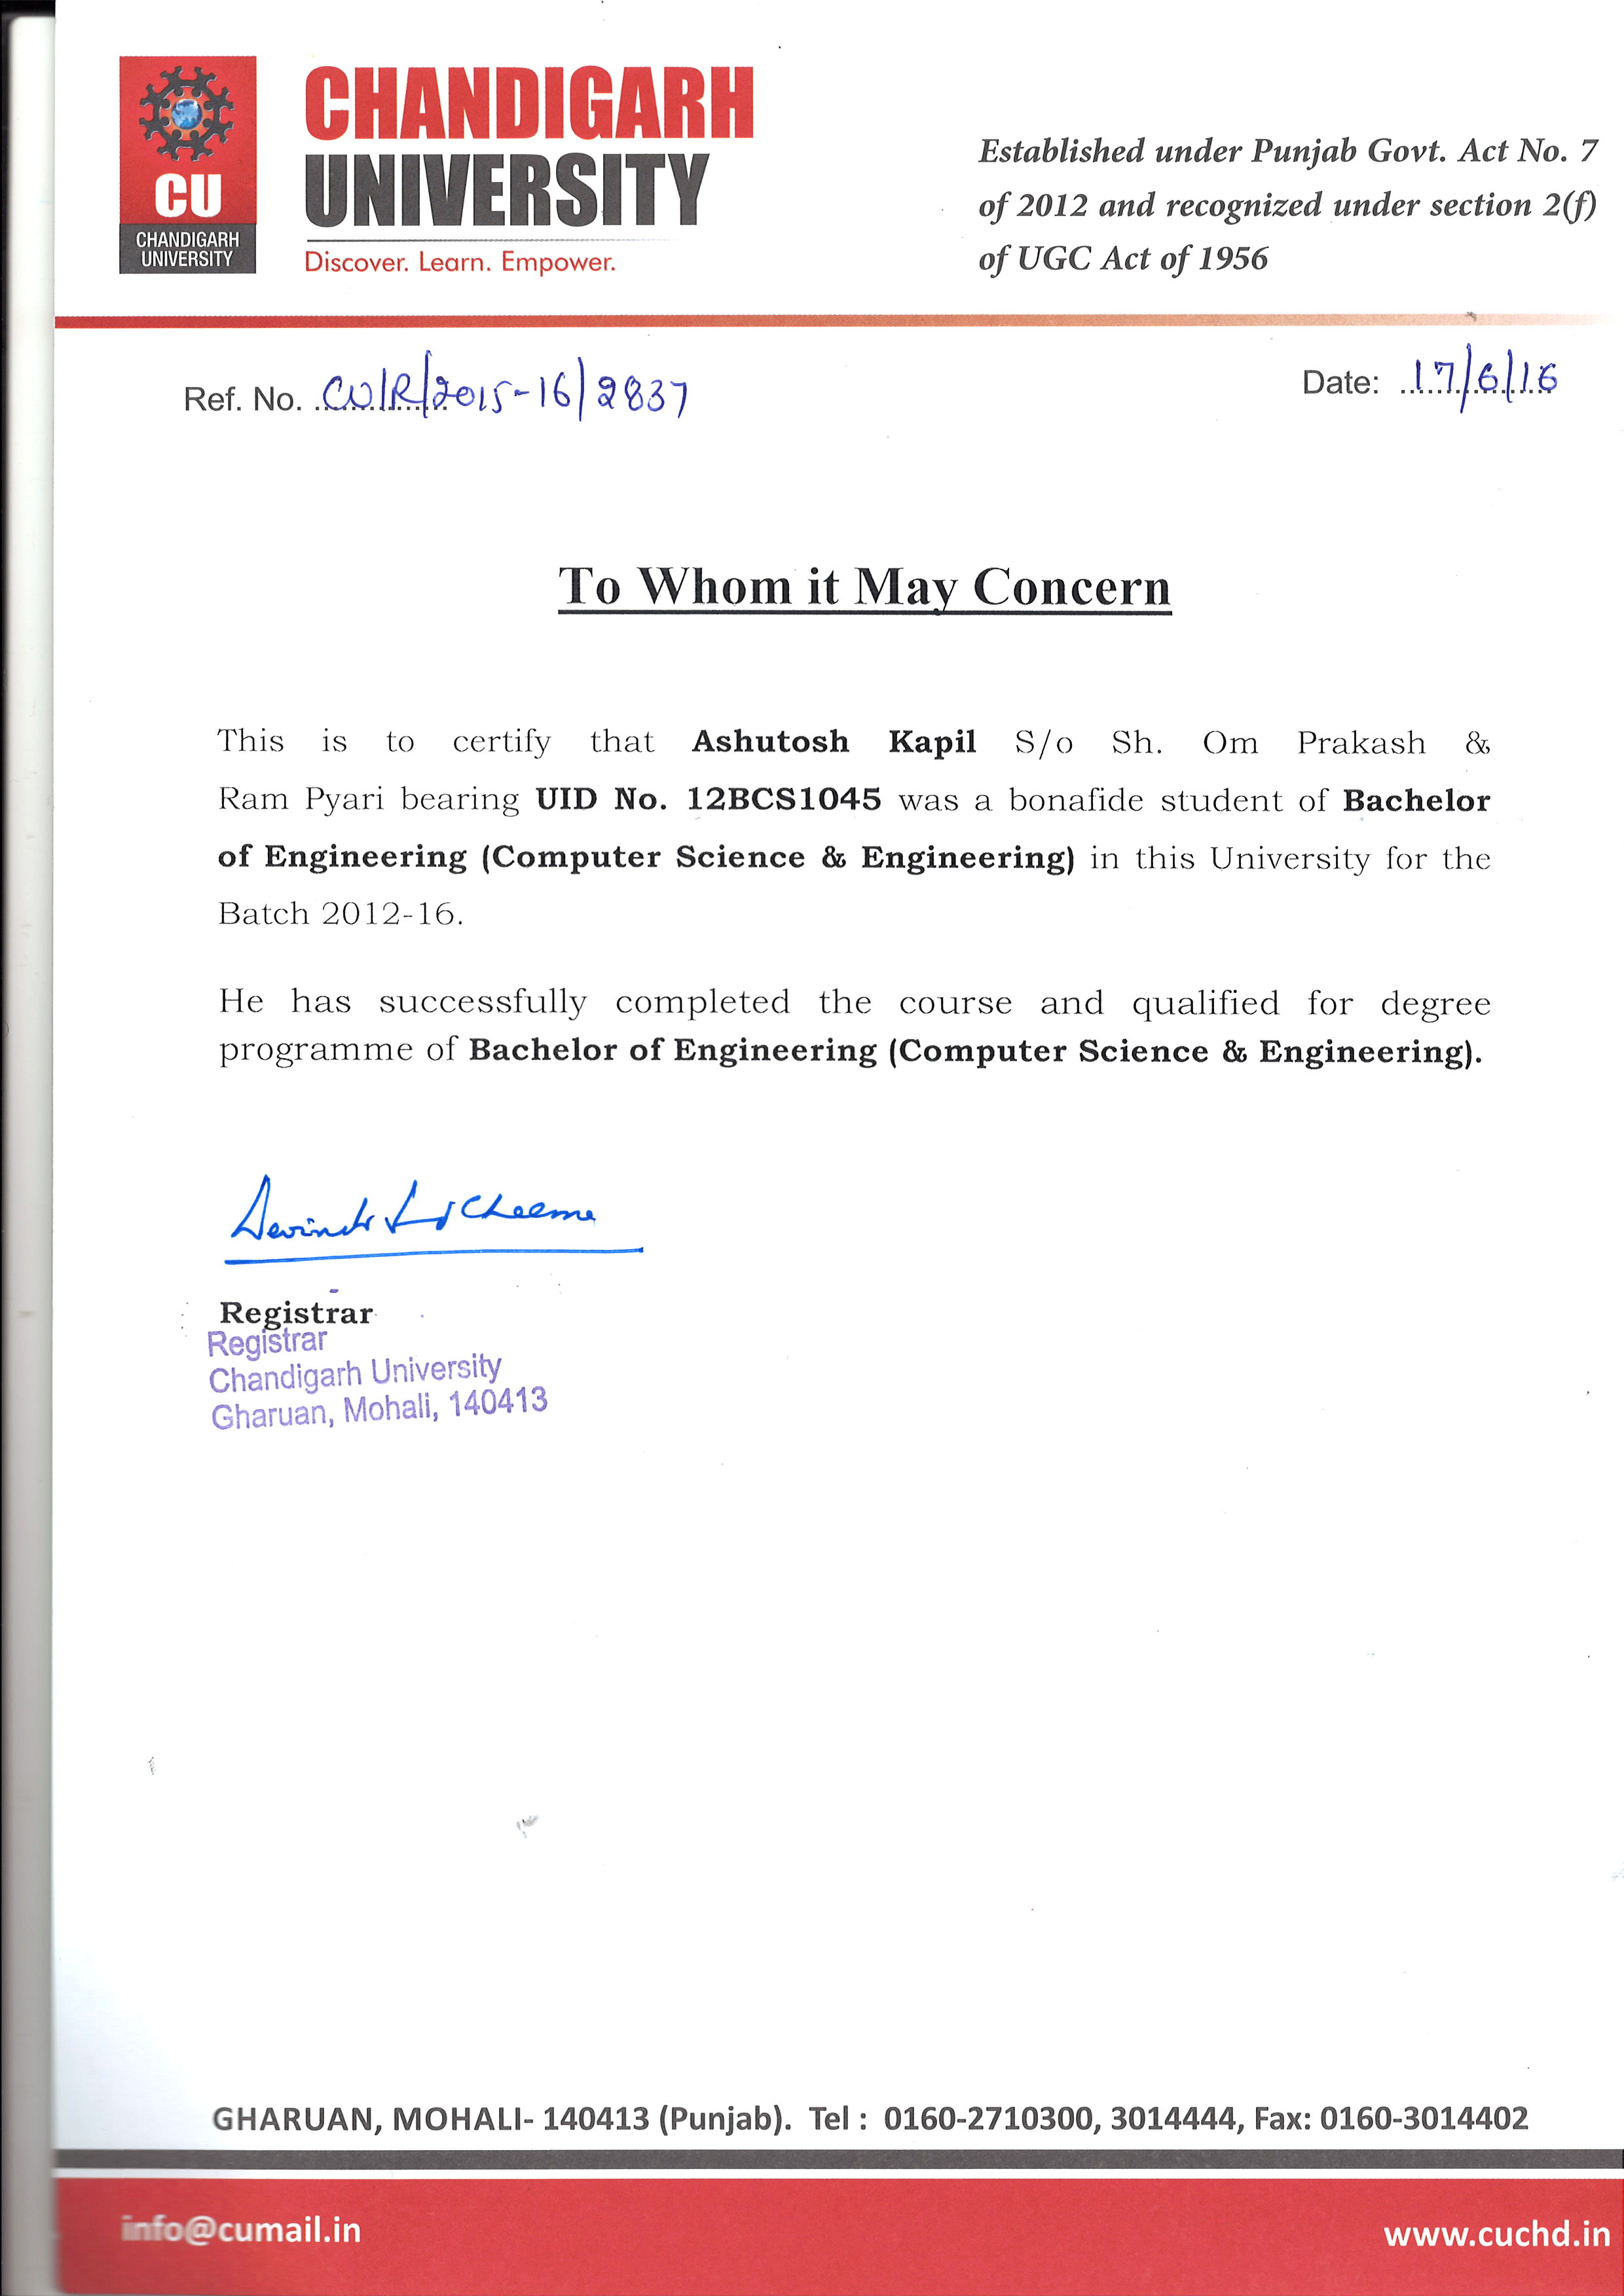 CU
CHANDIGARH
UNIVERSITY
CHANDIGARH
UNIVERSITY
Discover. Learn. Empower.
Established under Punjab Govt. Act No. 7
of 2012 and recognized under section 2(f)
of UGC Act of 1956
Ref. No. CU/R/2015-16/2837
Date: 17/6/16
To Whom it May Concern
This is to certify that Ashutosh Kapil S/o Sh. Om Prakash &
Ram Pyari bearing UID No. 12BCS1045 was a bonafide student of Bachelor
of Engineering (Computer Science & Engineering) in this University for the
Batch 2012-16.
He has successfully completed the course and qualified for degree
programme of Bachelor of Engineering (Computer Science & Engineering).
Registrar
Registrar
Chandigarh University
Gharuan, Mohali, 140413
GHARUAN, MOHALI- 140413 (Punjab). Tel : 0160-2710300, 3014444, Fax: 0160-3014402
info@cumail.in
www.cuchd.in